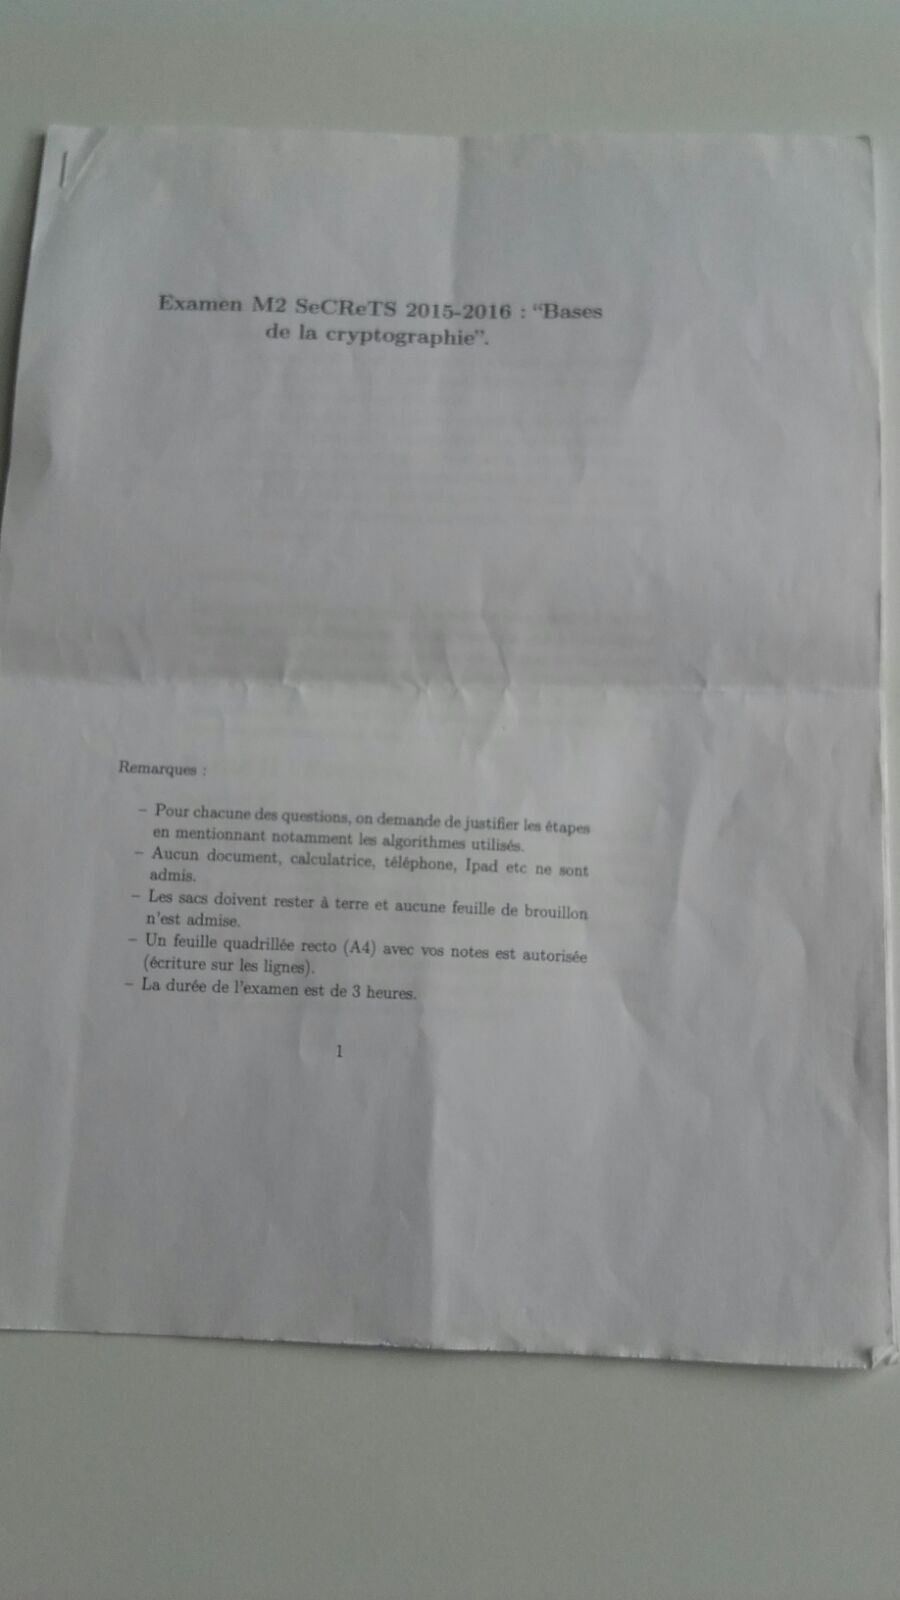 Examen M2 SeCReTS 2015-2016 : “Bases
de la cryptographie”.
Remarques :
– Pour chacune des questions, on demande de justifier les étapes
en mentionnant notamment les algorithmes utilisés.
– Aucun document, calculatrice, téléphone, Ipad etc ne sont
admis.
– Les sacs doivent rester à terre et aucune feuille de brouillon
n'est admise.
– Un feuille quadrillée recto (A4) avec vos notes est autorisée
(écriture sur les lignes).
– La durée de l'examen est de 3 heures.
1